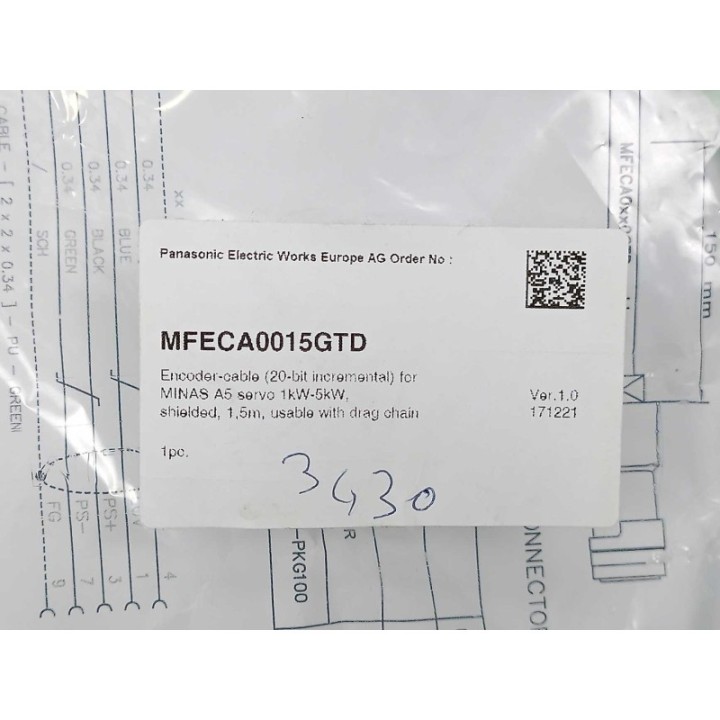 Panasonic Electric Works Europe AG Order No :
MFECA0015GTD
Encoder-cable (20-bit incremental) for
MINAS A5 servo 1kW-5kW,
shielded, 1,5m, usable with drag chain
Ver.1.0
171221
1pc.
3430
CABLE - [ 2 x 2 x 0.34 ] - PU - GREEN
/
0.34
0.34
0.34
0.34
xx
SCH
GREEN
BLACK
BLUE
FG
PS-
PS+
9
7
3
1
4
150 mm
-PKG100
R
ONNECTOR